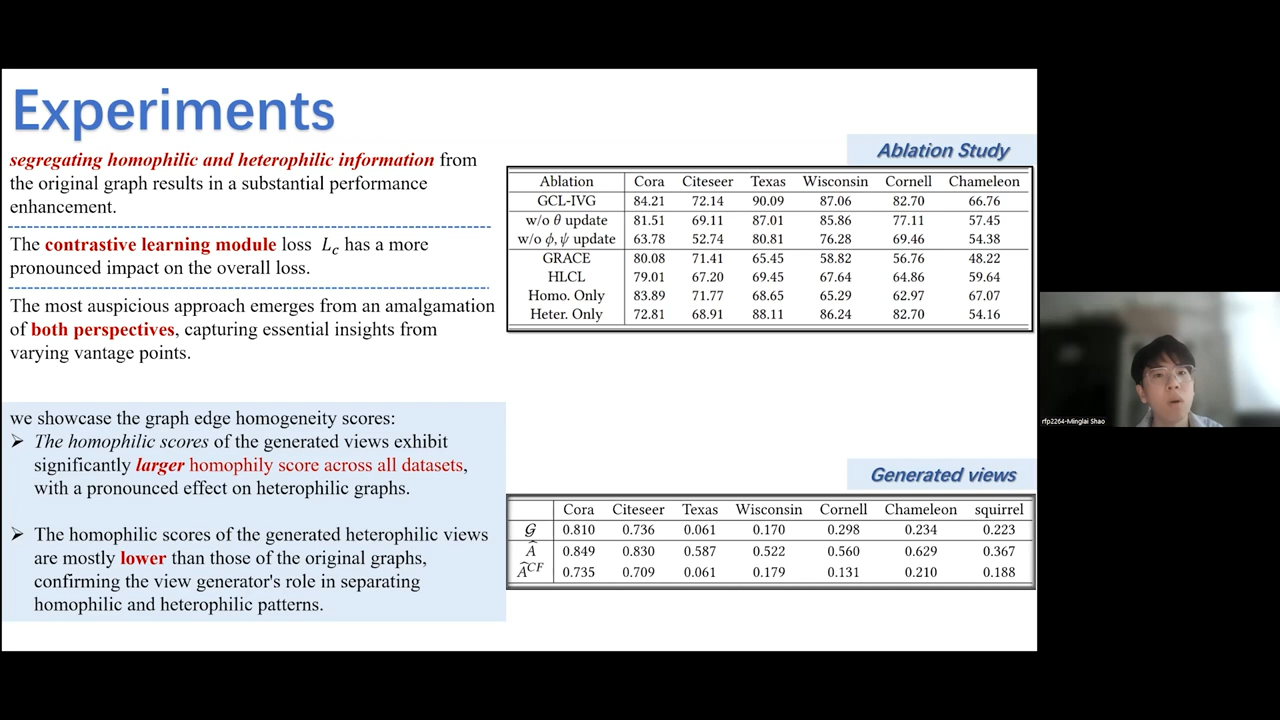 Experiments
segregating homophilic and heterophilic information from
the original graph results in a substantial performance
enhancement.
The contrastive learning module loss L_c has a more
pronounced impact on the overall loss.
The most auspicious approach emerges from an amalgamation
of both perspectives, capturing essential insights from
varying vantage points.
we showcase the graph edge homogeneity scores:
➢ The homophilic scores of the generated views exhibit
significantly larger homophily score across all datasets,
with a pronounced effect on heterophilic graphs.
➢ The homophilic scores of the generated heterophilic views
are mostly lower than those of the original graphs,
confirming the view generator's role in separating
homophilic and heterophilic patterns.
Ablation Study
Ablation Cora Citeseer Texas Wisconsin Cornell Chameleon
GCL-IVG 84.21 72.14 90.09 87.06 82.70 66.76
w/o θ update 81.51 69.11 87.01 85.86 77.11 57.45
w/o ϕ, ψ update 63.78 52.74 80.81 76.28 69.46 54.38
GRACE 80.08 71.41 65.45 58.82 56.76 48.22
HLCL 79.01 67.20 69.45 67.64 64.86 59.64
Homo. Only 83.89 71.77 68.65 65.29 62.97 67.07
Heter. Only 72.81 68.91 88.11 86.24 82.70 54.16
Generated views
Cora Citeseer Texas Wisconsin Cornell Chameleon squirrel
𝒢 0.810 0.736 0.061 0.170 0.298 0.234 0.223
Â 0.849 0.830 0.587 0.522 0.560 0.629 0.367
Â^CF 0.735 0.709 0.061 0.179 0.131 0.210 0.188
rfp2264-Minglai Shao